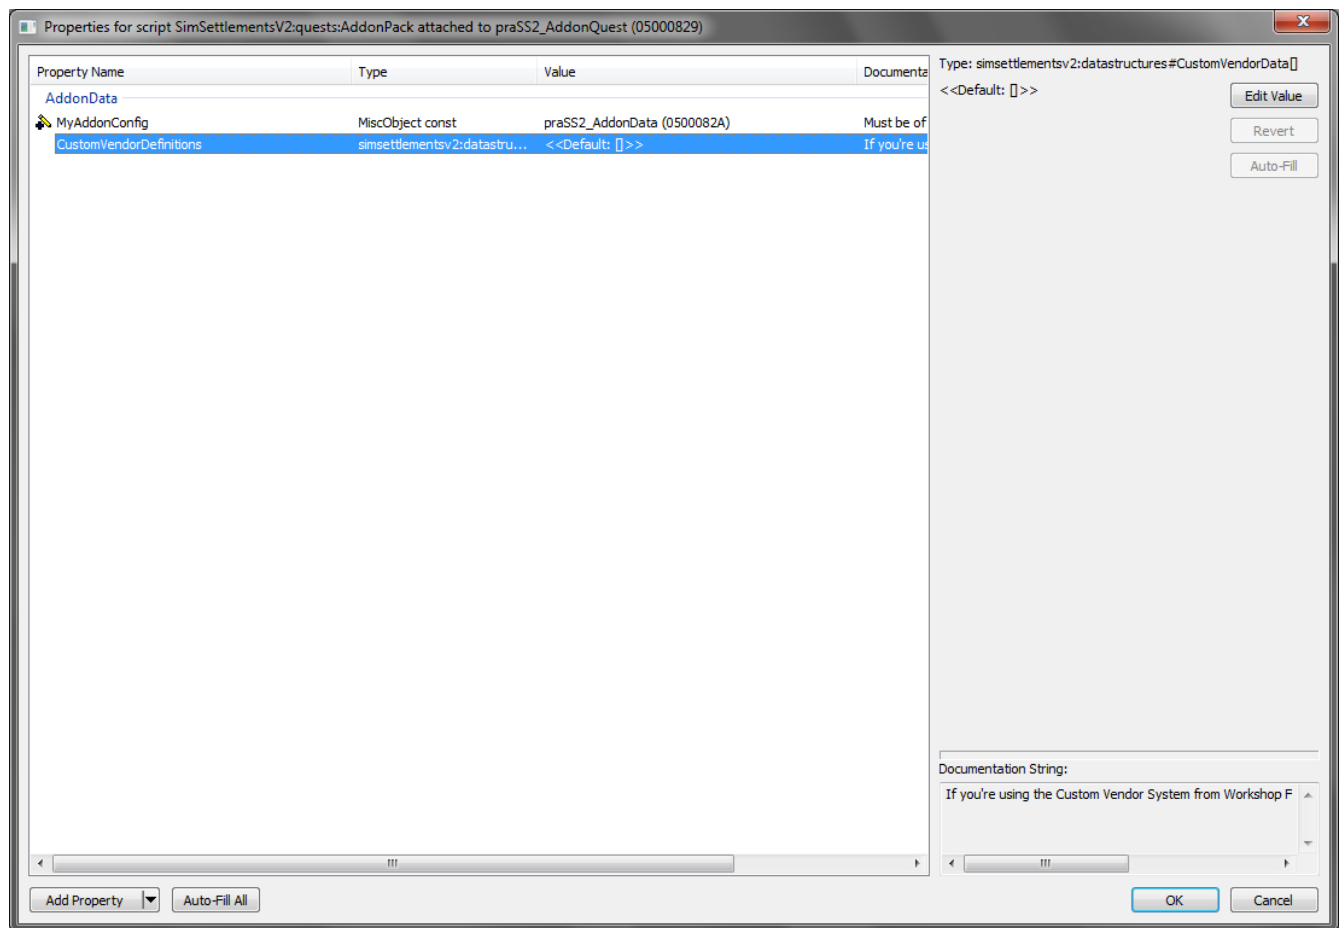 Properties for script SimSettlementsV2:quests:AddonPack attached to praSS2_AddonQuest (05000829)
Property Name Type Value Documenta
AddonData
MyAddonConfig MiscObject const praSS2_AddonData (0500082A) Must be of
CustomVendorDefinitions simsettlementsv2:datastru... <<Default: []>> If you're us
Type: simsettlementsv2:datastructures#CustomVendorData[]
<<Default: []>>
Edit Value
Revert
Auto-Fill
Documentation String:
If you're using the Custom Vendor System from Workshop F
Add Property
Auto-Fill All
OK
Cancel